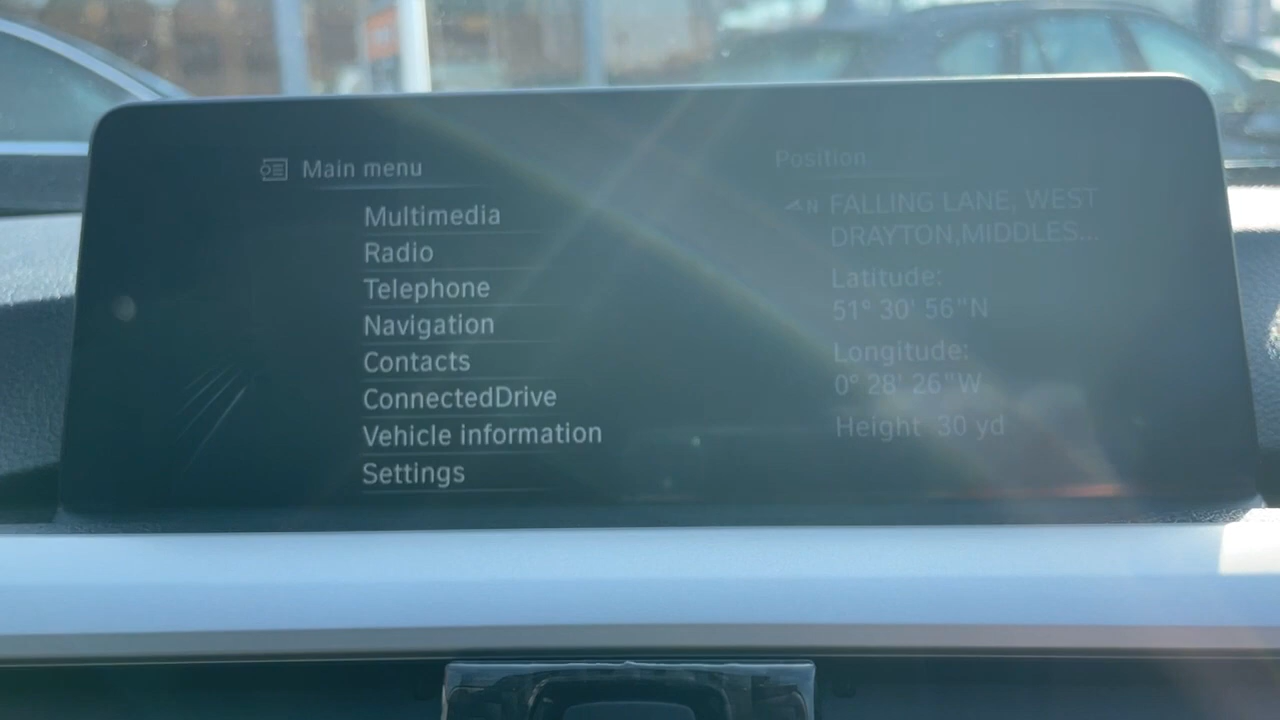 Main menu
Multimedia
Radio
Telephone
Navigation
Contacts
ConnectedDrive
Vehicle information
Settings
Position
FALLING LANE, WEST
DRAYTON,MIDDLES...
Latitude:
51° 30' 56"N
Longitude:
0° 28' 26"W
Height 30 yd